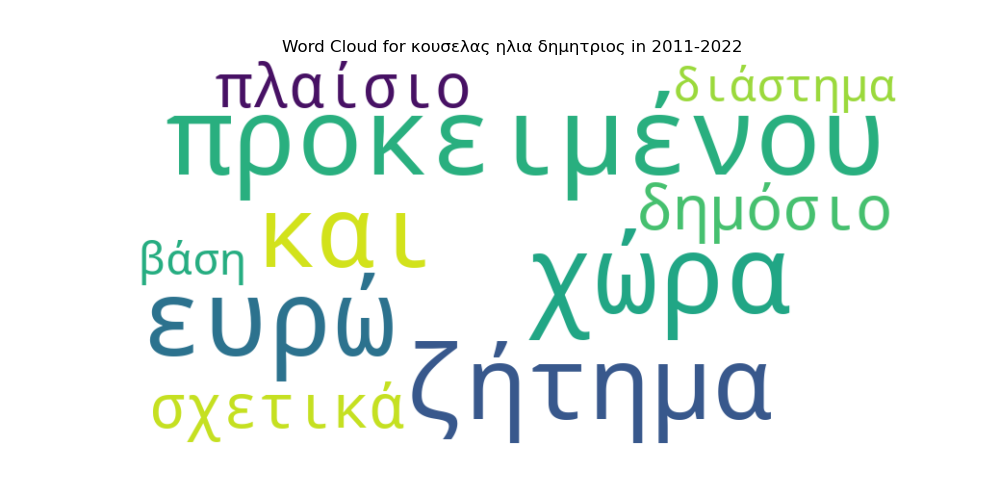 Word Cloud for κουσελας ηλια δημητριος in 2011-2022
πλαίσιο διάστημα
προκειμένου
δημόσιο
και
βάση χώρα
ευρώ
ζήτημα
σχετικά